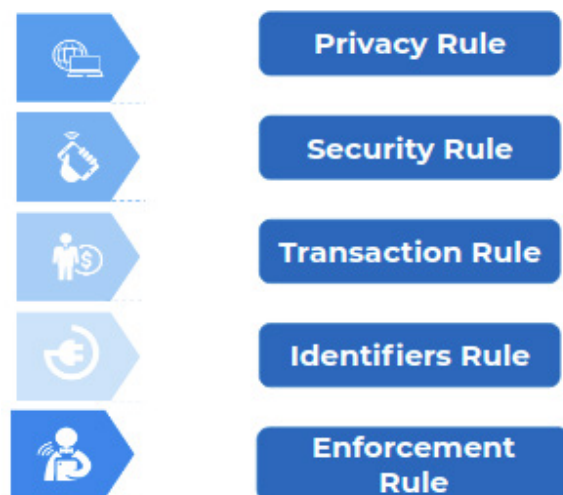 Privacy Rule
Security Rule
Transaction Rule
$
Identifiers Rule
Enforcement
Rule